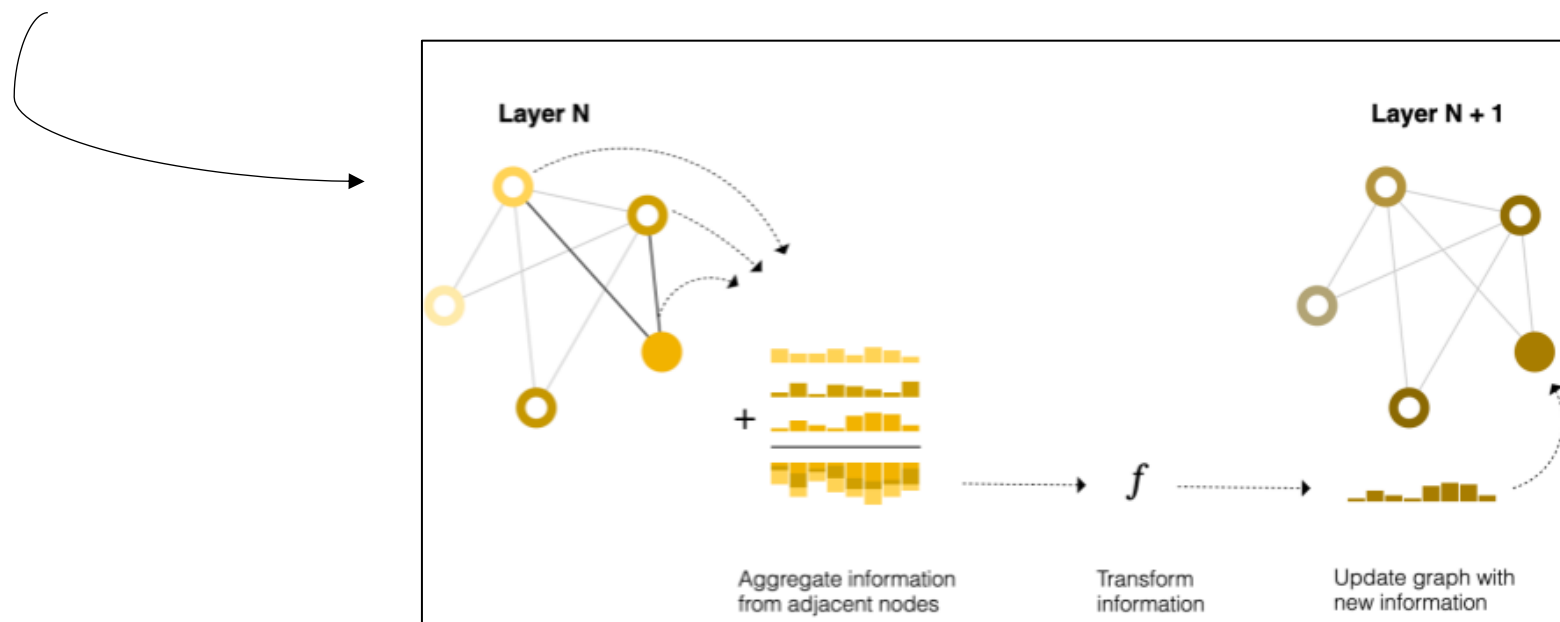 Layer N
Layer N + 1
+
f
Aggregate information
from adjacent nodes
Transform
information
Update graph with
new information